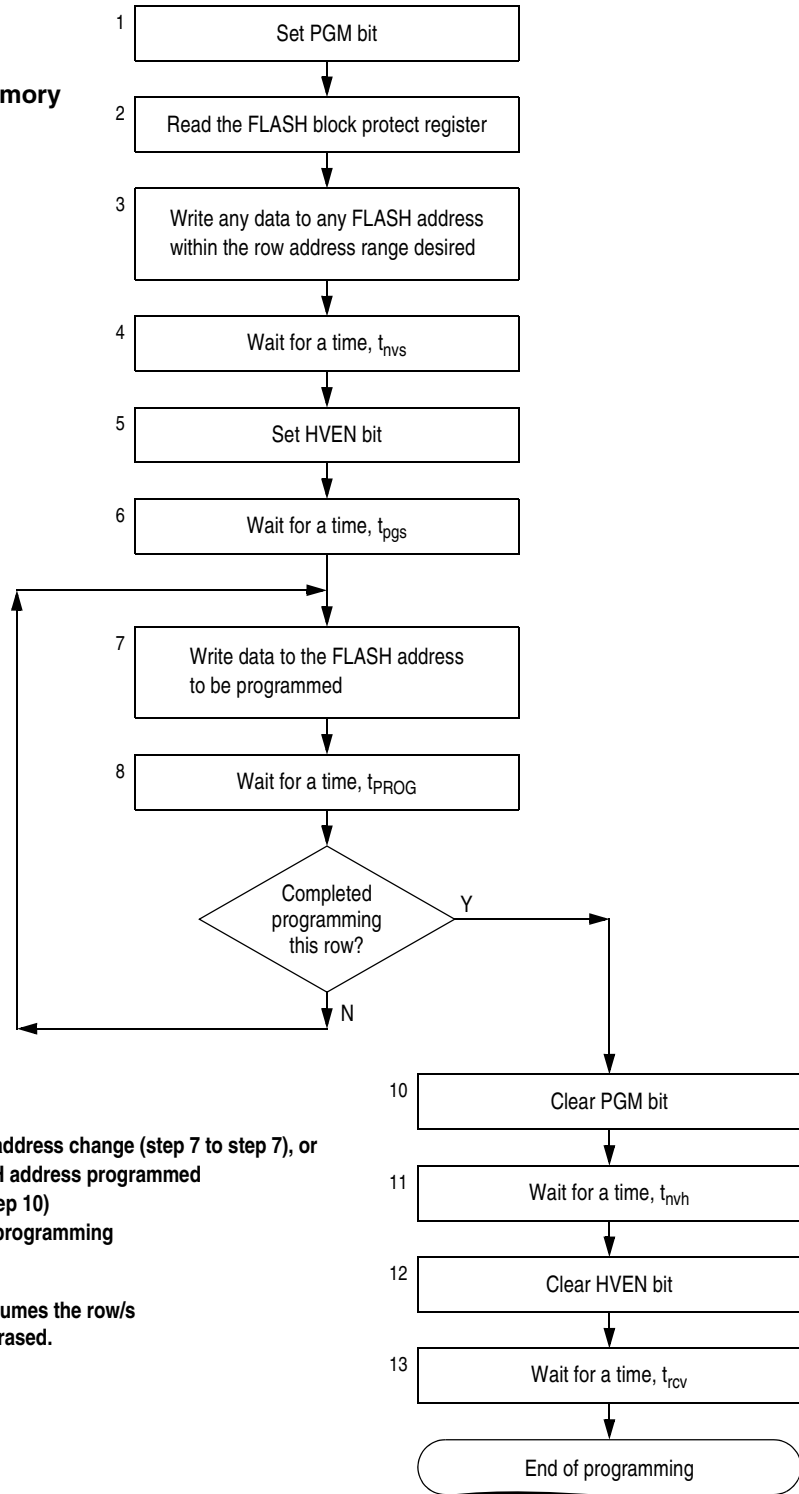 1
Set PGM bit
mory
2
Read the FLASH block protect register
3
Write any data to any FLASH address
within the row address range desired
4
Wait for a time, tnvs
5
Set HVEN bit
6
Wait for a time, tpgs
7
Write data to the FLASH address
to be programmed
8
Wait for a time, tPROG
Completed
programming
this row?
Y
N
10
Clear PGM bit
address change (step 7 to step 7), or
H address programmed
ep 10)
programming
11
Wait for a time, tnvh
12
Clear HVEN bit
umes the row/s
rased.
13
Wait for a time, trcv
End of programming